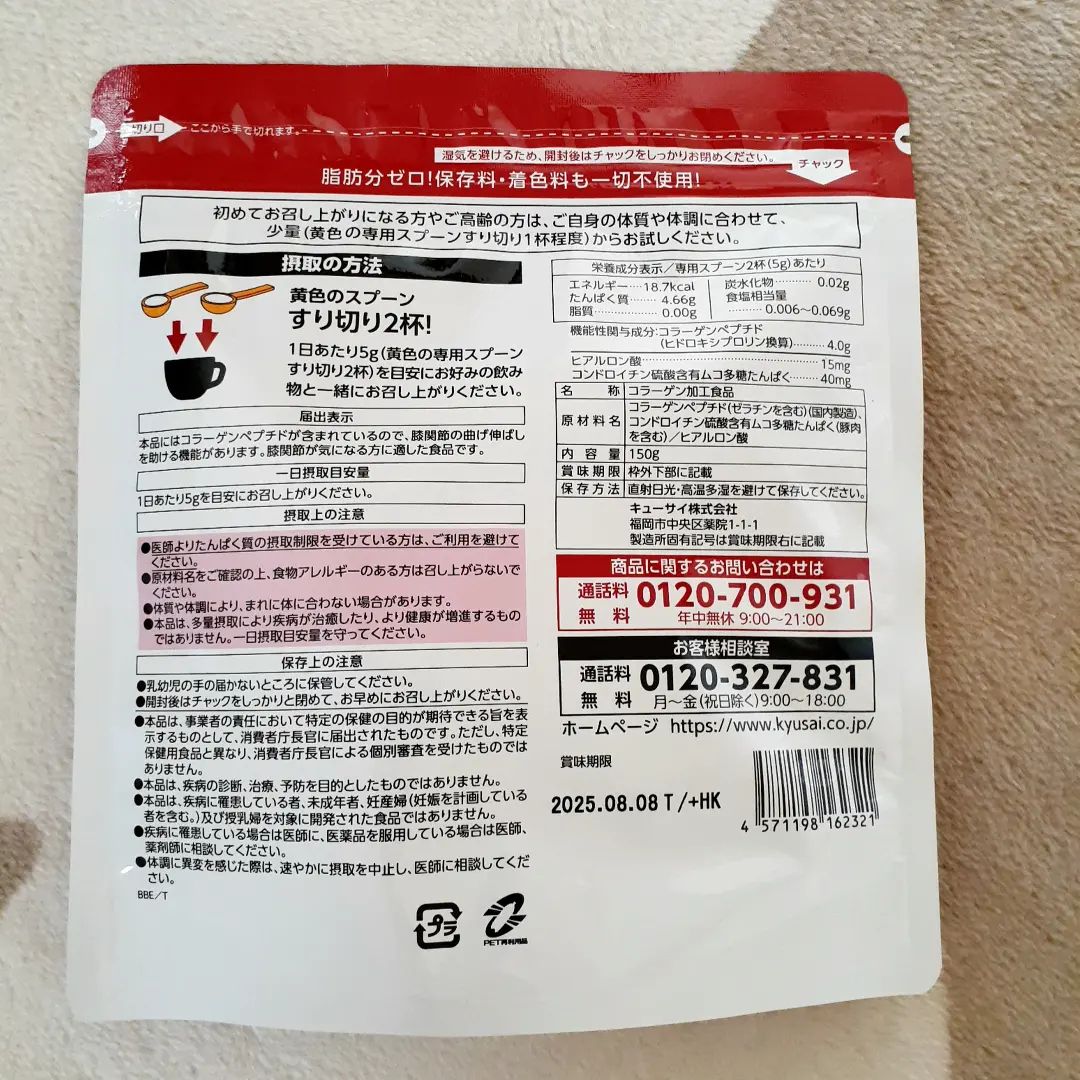 切り口
ここから手で切れます。
湿気を避けるため、開封後はチャックをしっかりお閉めください。
チャック
脂肪分ゼロ!保存料・着色料も一切不使用!
初めてお召し上がりになる方やご高齢の方は、ご自身の体質や体調に合わせて、
少量(黄色の専用スプーンすり切り1杯程度)からお試しください。
摂取の方法
黄色のスプーン
すり切り2杯!
1日あたり5g(黄色の専用スプーン
すり切り2杯)を目安にお好みの飲み
物と一緒にお召し上がりください。
届出表示
本品にはコラーゲンペプチドが含まれているので、膝関節の曲げ伸ばし
を助ける機能があります。膝関節が気になる方に適した食品です。
一日摂取目安量
1日あたり5gを目安にお召し上がりください。
摂取上の注意
●医師よりたんぱく質の摂取制限を受けている方は、ご利用を避けて
ください。
●原材料名をご確認の上、食物アレルギーのある方は召し上がらないで
ください。
●体質や体調により、まれに体に合わない場合があります。
●本品は、多量摂取により疾病が治癒したり、より健康が増進するもの
ではありません。一日摂取目安量を守ってください。
保存上の注意
●乳幼児の手の届かないところに保管してください。
●開封後はチャックをしっかりと閉めて、お早めにお召し上がりください。
●本品は、事業者の責任において特定の保健の目的が期待できる旨を表
示するものとして、消費者庁長官に届出されたものです。ただし、特定
保健用食品と異なり、消費者庁長官による個別審査を受けたものでは
ありません。
●本品は、疾病の診断、治療、予防を目的としたものではありません。
●本品は、疾病に罹患している者、未成年者、妊産婦(妊娠を計画している
者を含む。)及び授乳婦を対象に開発された食品ではありません。
●疾病に罹患している場合は医師に、医薬品を服用している場合は医師、
薬剤師に相談してください。
●体調に異変を感じた際は、速やかに摂取を中止し、医師に相談してくだ
さい。
BBE/T
プラ
PET再利用品
栄養成分表示/専用スプーン2杯(5g)あたり
エネルギー…18.7kcal
たんぱく質………4.66g
脂質………………0.00g
炭水化物………0.02g
食塩相当量
………0.006〜0.069g
機能性関与成分:コラーゲンペプチド
(ヒドロキシプロリン換算)………4.0g
ヒアルロン酸………………15mg
コンドロイチン硫酸含有ムコ多糖たんぱく………40mg
名 称 コラーゲン加工食品
原材料名 コラーゲンペプチド(ゼラチンを含む)(国内製造)、
コンドロイチン硫酸含有ムコ多糖たんぱく(豚肉
を含む)/ヒアルロン酸
内容量 150g
賞味期限 枠外下部に記載
保存方法 直射日光・高温多湿を避けて保存してください。
キューサイ株式会社
福岡市中央区薬院1-1-1
製造所固有記号は賞味期限右に記載
商品に関するお問い合わせは
通話料無料 0120-700-931
年中無休 9:00〜21:00
お客様相談室
通話料無料 0120-327-831
月〜金(祝日除く)9:00〜18:00
ホームページ https://www.kyusai.co.jp/
賞味期限
2025.08.08 T/+HK
4 571198 162321